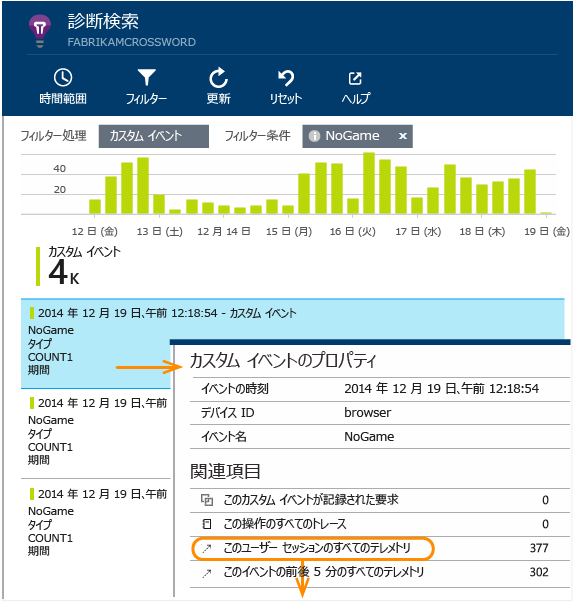 診断検索
FABRIKAMCROSSWORD
時間範囲 フィルター 更新 リセット ヘルプ
フィルター処理 カスタム イベント フィルター条件 NoGame ×
40
20
12 日 (金) 13 日 (土) 12 月 14 日 15 日 (月) 16 日 (火) 17 日 (水) 18 日 (木) 19 日 (金)
カスタム イベント
4 K
2014 年 12 月 19 日、午前 12:18:54 - カスタム イベント
NoGame
タイプ
COUNT1
期間
カスタム イベントのプロパティ
イベントの時刻 2014 年 12 月 19 日、午前 12:18:54
デバイス ID browser
イベント名 NoGame
関連項目
このカスタム イベントが記録された要求 0
この操作のすべてのトレース 0
このユーザー セッションのすべてのテレメトリ 377
このイベントの前後 5 分のすべてのテレメトリ 302
2014 年 12 月 19 日、午前
NoGame
タイプ
COUNT1
期間
2014 年 12 月 19 日、午前
NoGame
タイプ
COUNT1
期間